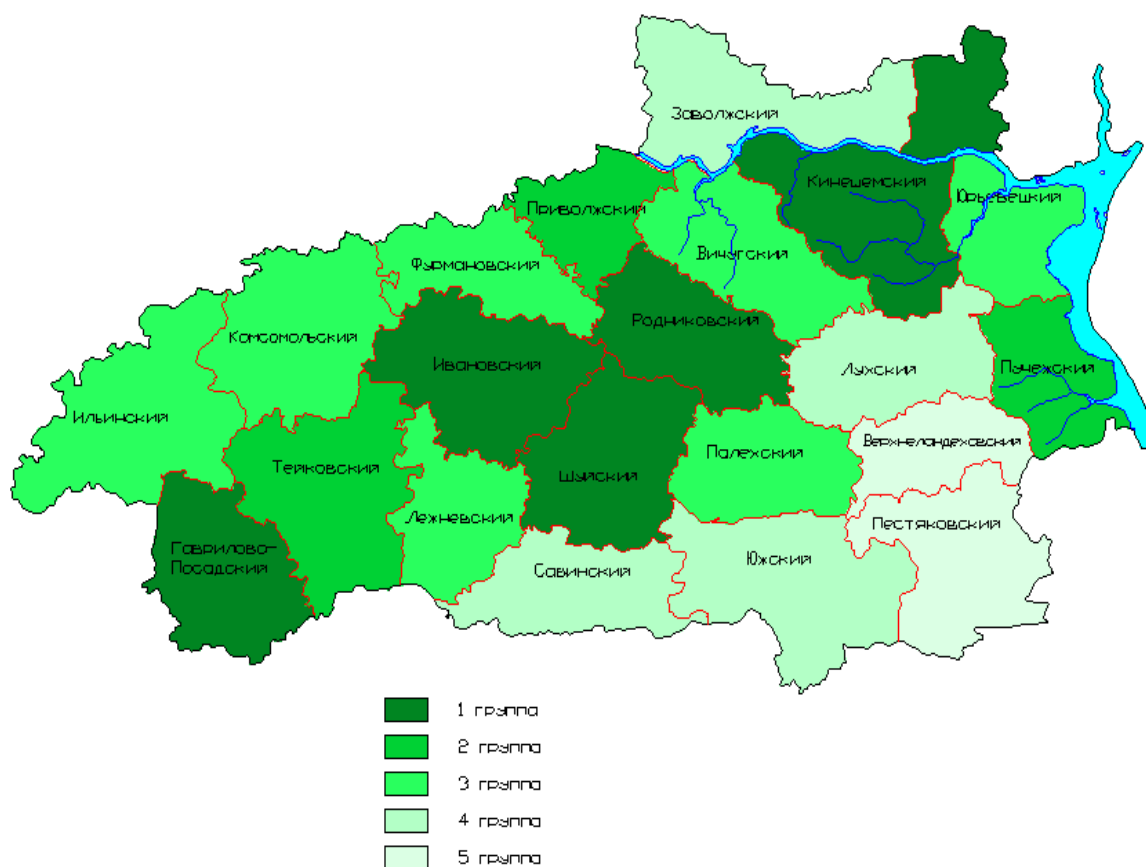 Заволжский
Кинешемский
Юрьевецкий
Приволжский
Вичугский
Фурмановский
Родниковский
Комсомольский
Ивановский
Лухский
Пучежский
Ильинский
Верхнеландеховский
Палехский
Тейковский
Шуйский
Лежневский
Пестяковский
Гаврилово-
Посадский
Южский
Савинский
1 группа
2 группа
3 группа
4 группа
5 группа